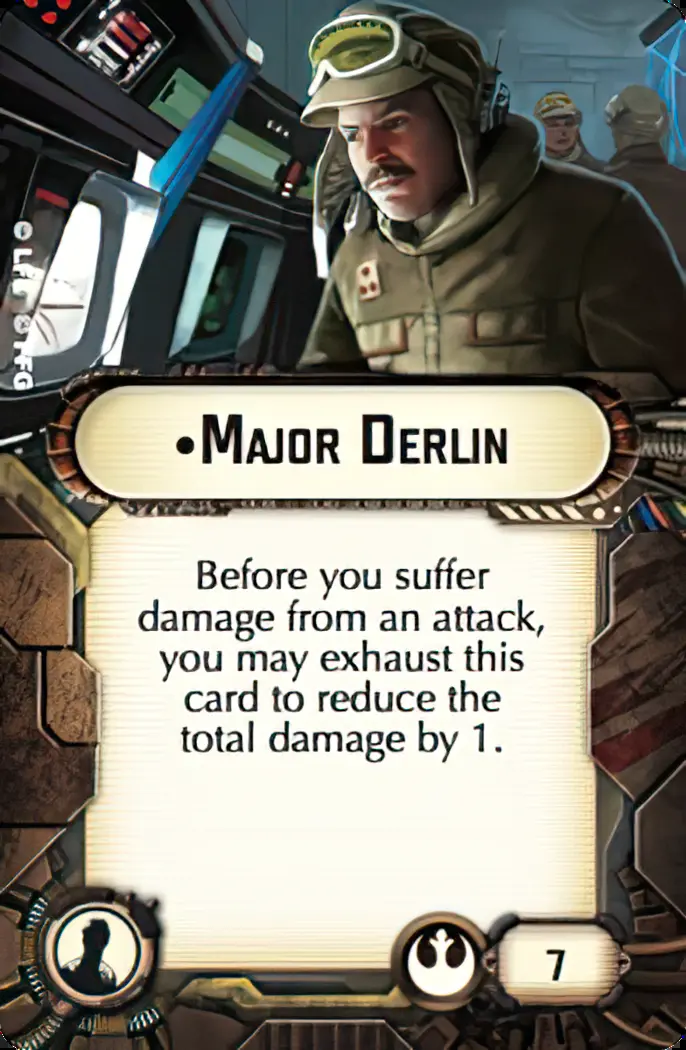 © LFL © FFG
•Major Derlin
Before you suffer
damage from an attack,
you may exhaust this
card to reduce the
total damage by 1.
7